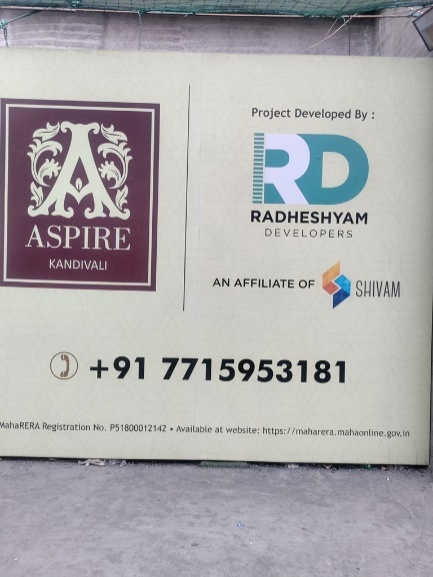 A
ASPIRE
KANDIVALI
Project Developed By :
RD
RADHESHYAM
DEVELOPERS
AN AFFILIATE OF SHIVAM
+91 7715953181
MahaRERA Registration No. P51800012142 • Available at website: https://maharera.mahaonline.gov.in